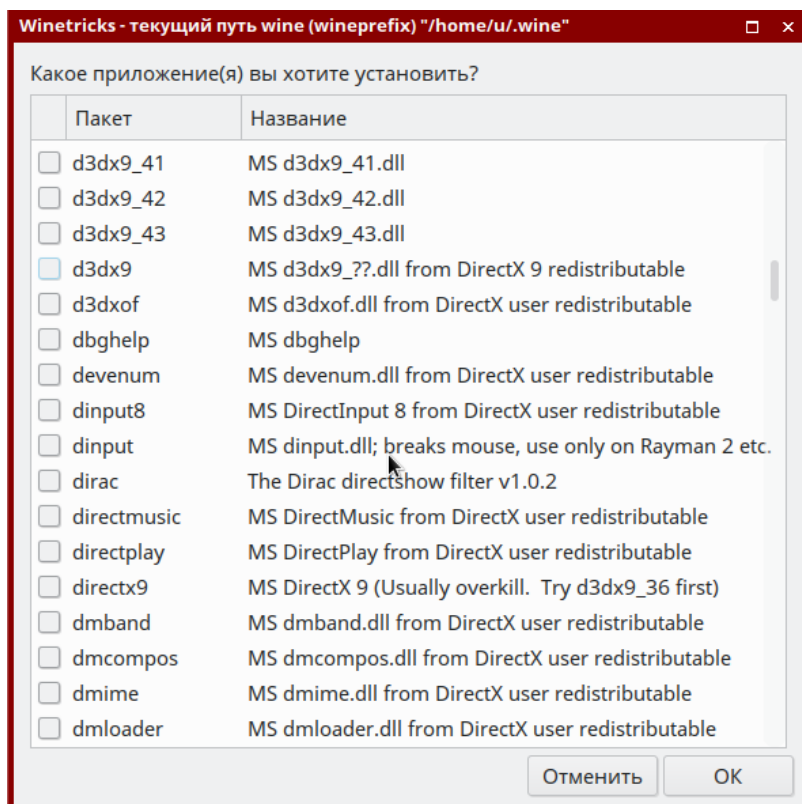 Winetricks - текущий путь wine (wineprefix) "/home/u/.wine"
Какое приложение(я) вы хотите установить?
Пакет Название
d3dx9_41 MS d3dx9_41.dll
d3dx9_42 MS d3dx9_42.dll
d3dx9_43 MS d3dx9_43.dll
d3dx9 MS d3dx9_??.dll from DirectX 9 redistributable
d3dxof MS d3dxof.dll from DirectX user redistributable
dbghelp MS dbghelp
devenum MS devenum.dll from DirectX user redistributable
dinput8 MS DirectInput 8 from DirectX user redistributable
dinput MS dinput.dll; breaks mouse, use only on Rayman 2 etc.
dirac The Dirac directshow filter v1.0.2
directmusic MS DirectMusic from DirectX user redistributable
directplay MS DirectPlay from DirectX user redistributable
directx9 MS DirectX 9 (Usually overkill.  Try d3dx9_36 first)
dmband MS dmband.dll from DirectX user redistributable
dmcompos MS dmcompos.dll from DirectX user redistributable
dmime MS dmime.dll from DirectX user redistributable
dmloader MS dmloader.dll from DirectX user redistributable
Отменить ОК